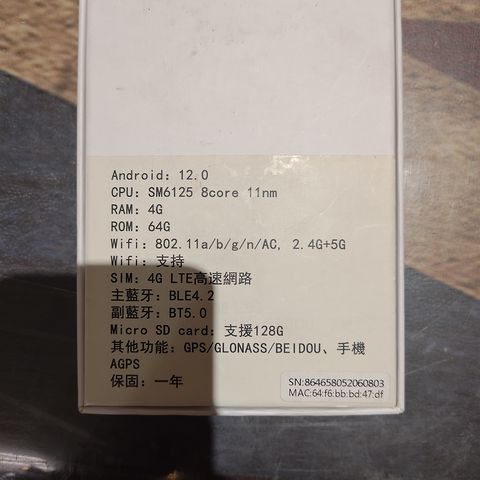 Android: 12.0
CPU: SM6125 8core 11nm
RAM: 4G
ROM: 64G
Wifi: 802.11a/b/g/n/AC, 2.4G+5G
Wifi: 支持
SIM: 4G LTE高速網路
主藍牙: BLE4.2
副藍牙: BT5.0
Micro SD card: 支援128G
其他功能: GPS/GLONASS/BEIDOU、手機
AGPS
保固: 一年
SN:864658052060803
MAC:64:f6:bb:bd:47:df